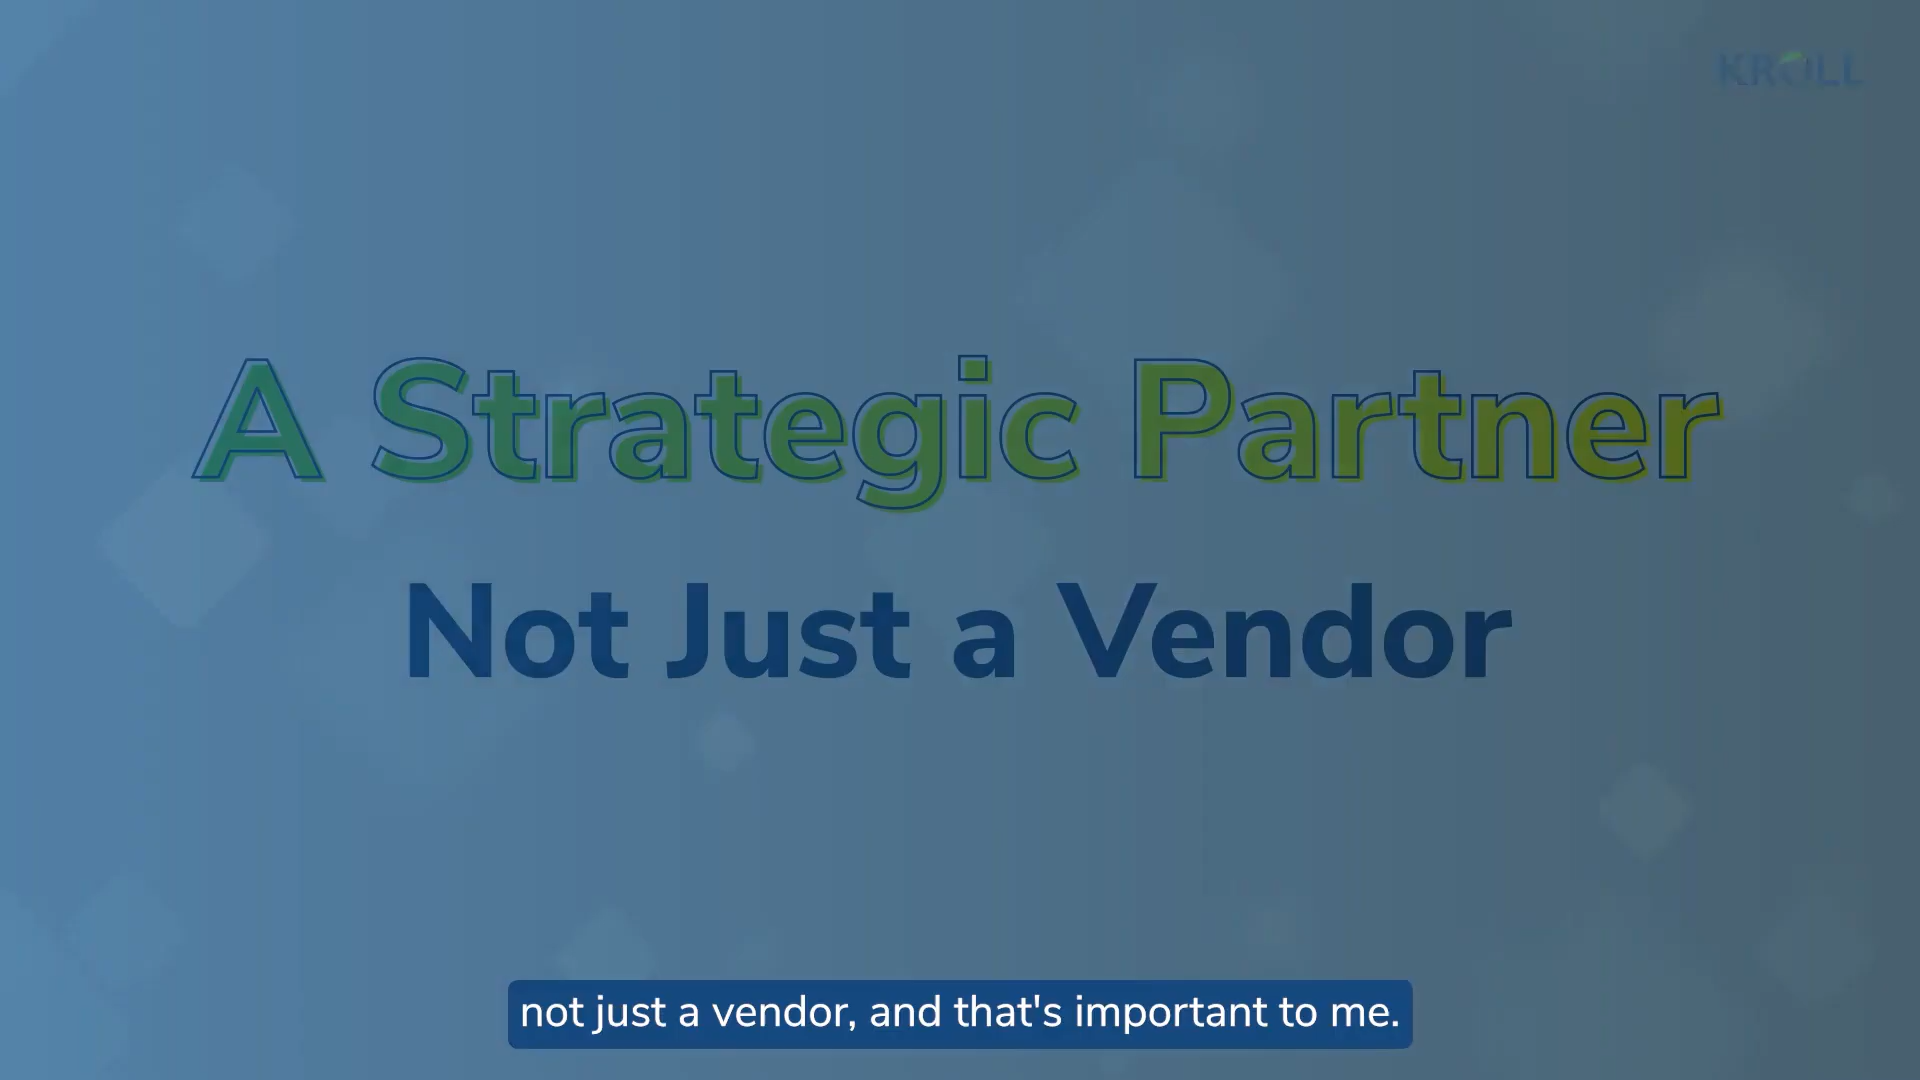 KROLL
A Strategic Partner
Not Just a Vendor
not just a vendor, and that's important to me.